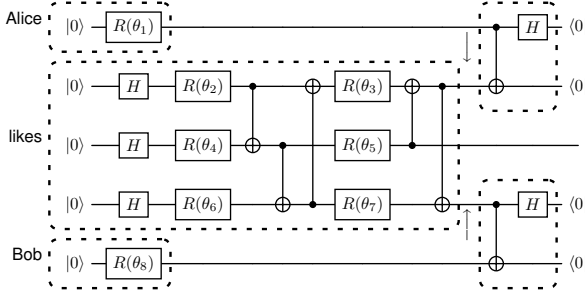 Alice |0⟩ R(θ₁) H ⟨0
|0⟩ H R(θ₂) R(θ₃) ⟨0
likes |0⟩ H R(θ₄) R(θ₅)
|0⟩ H R(θ₆) R(θ₇) H ⟨0
Bob |0⟩ R(θ₈) ⟨0